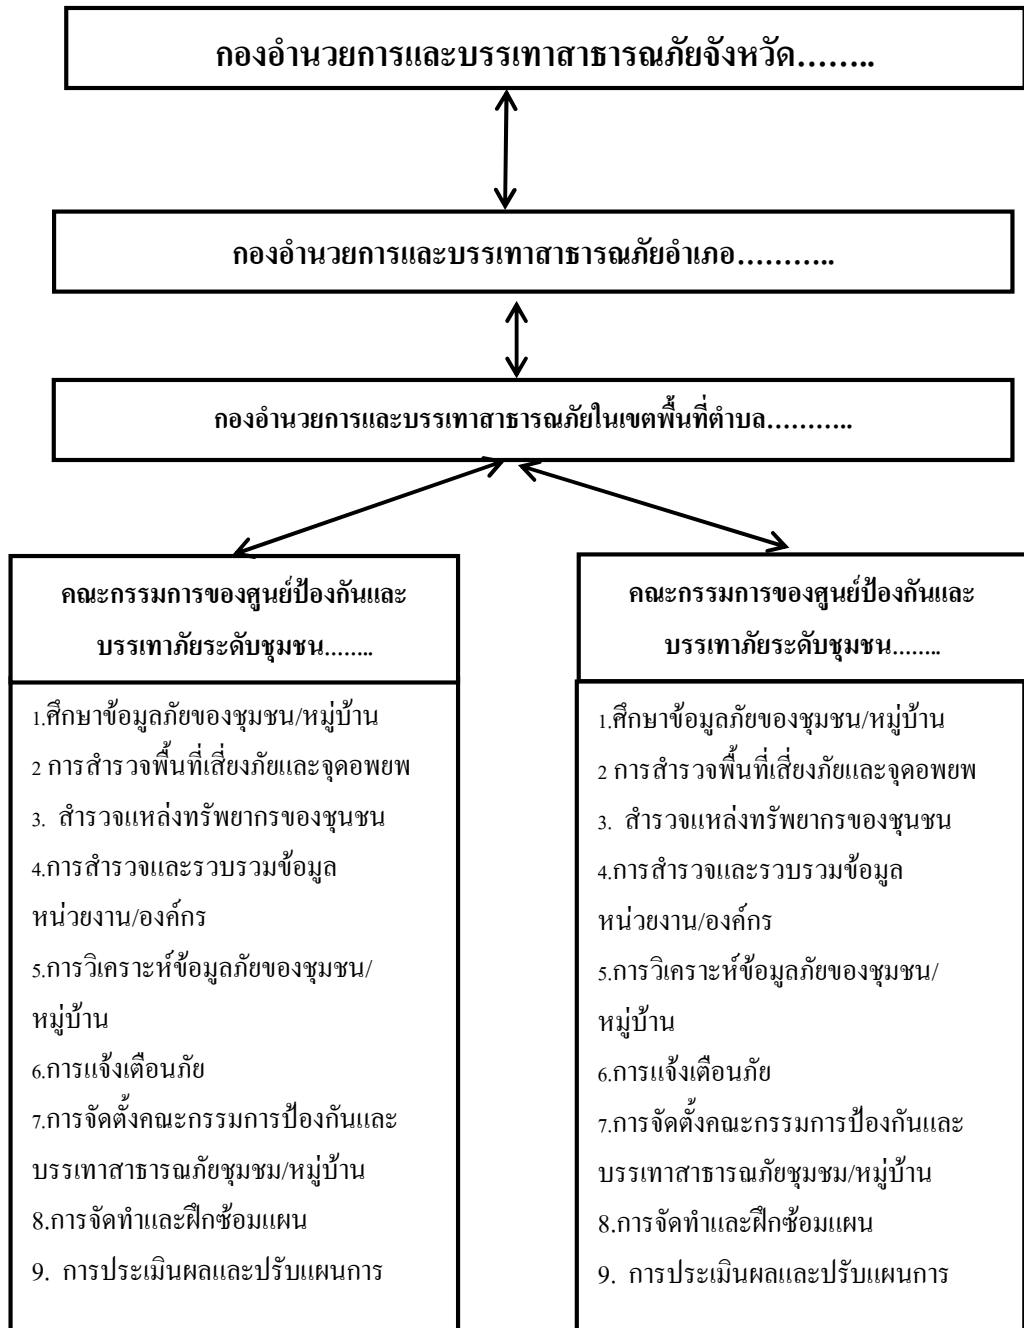 กองอำนวยการและบรรเทาสาธารณภัยจังหวัด……..
กองอำนวยการและบรรเทาสาธารณภัยอำเภอ………..
กองอำนวยการและบรรเทาสาธารณภัยในเขตพื้นที่ตำบล………..
คณะกรรมการของศูนย์ป้องกันและ
บรรเทาภัยระดับชุมชน……..
1.ศึกษาข้อมูลภัยของชุมชน/หมู่บ้าน
2 การสำรวจพื้นที่เสี่ยงภัยและจุดอพยพ
3. สำรวจแหล่งทรัพยากรของชุนชน
4.การสำรวจและรวบรวมข้อมูล
หน่วยงาน/องค์กร
5.การวิเคราะห์ข้อมูลภัยของชุมชน/
หมู่บ้าน
6.การแจ้งเตือนภัย
7.การจัดตั้งคณะกรรมการป้องกันและ
บรรเทาสาธารณภัยชุมชม/หมู่บ้าน
8.การจัดทำและฝึกซ้อมแผน
9. การประเมินผลและปรับแผนการ
คณะกรรมการของศูนย์ป้องกันและ
บรรเทาภัยระดับชุมชน……..
1.ศึกษาข้อมูลภัยของชุมชน/หมู่บ้าน
2 การสำรวจพื้นที่เสี่ยงภัยและจุดอพยพ
3. สำรวจแหล่งทรัพยากรของชุนชน
4.การสำรวจและรวบรวมข้อมูล
หน่วยงาน/องค์กร
5.การวิเคราะห์ข้อมูลภัยของชุมชน/
หมู่บ้าน
6.การแจ้งเตือนภัย
7.การจัดตั้งคณะกรรมการป้องกันและ
บรรเทาสาธารณภัยชุมชม/หมู่บ้าน
8.การจัดทำและฝึกซ้อมแผน
9. การประเมินผลและปรับแผนการ